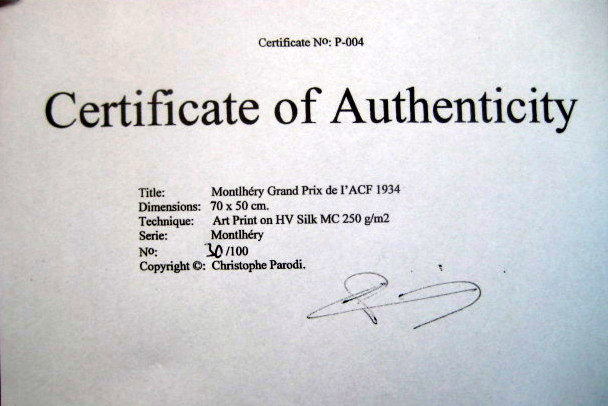 Certificate No: P-004
Certificate of Authenticity
Title: Montlhéry Grand Prix de l'ACF 1934
Dimensions: 70 x 50 cm.
Technique: Art Print on HV Silk MC 250 g/m2
Serie: Montlhéry
No: 30/100
Copyright ©: Christophe Parodi.